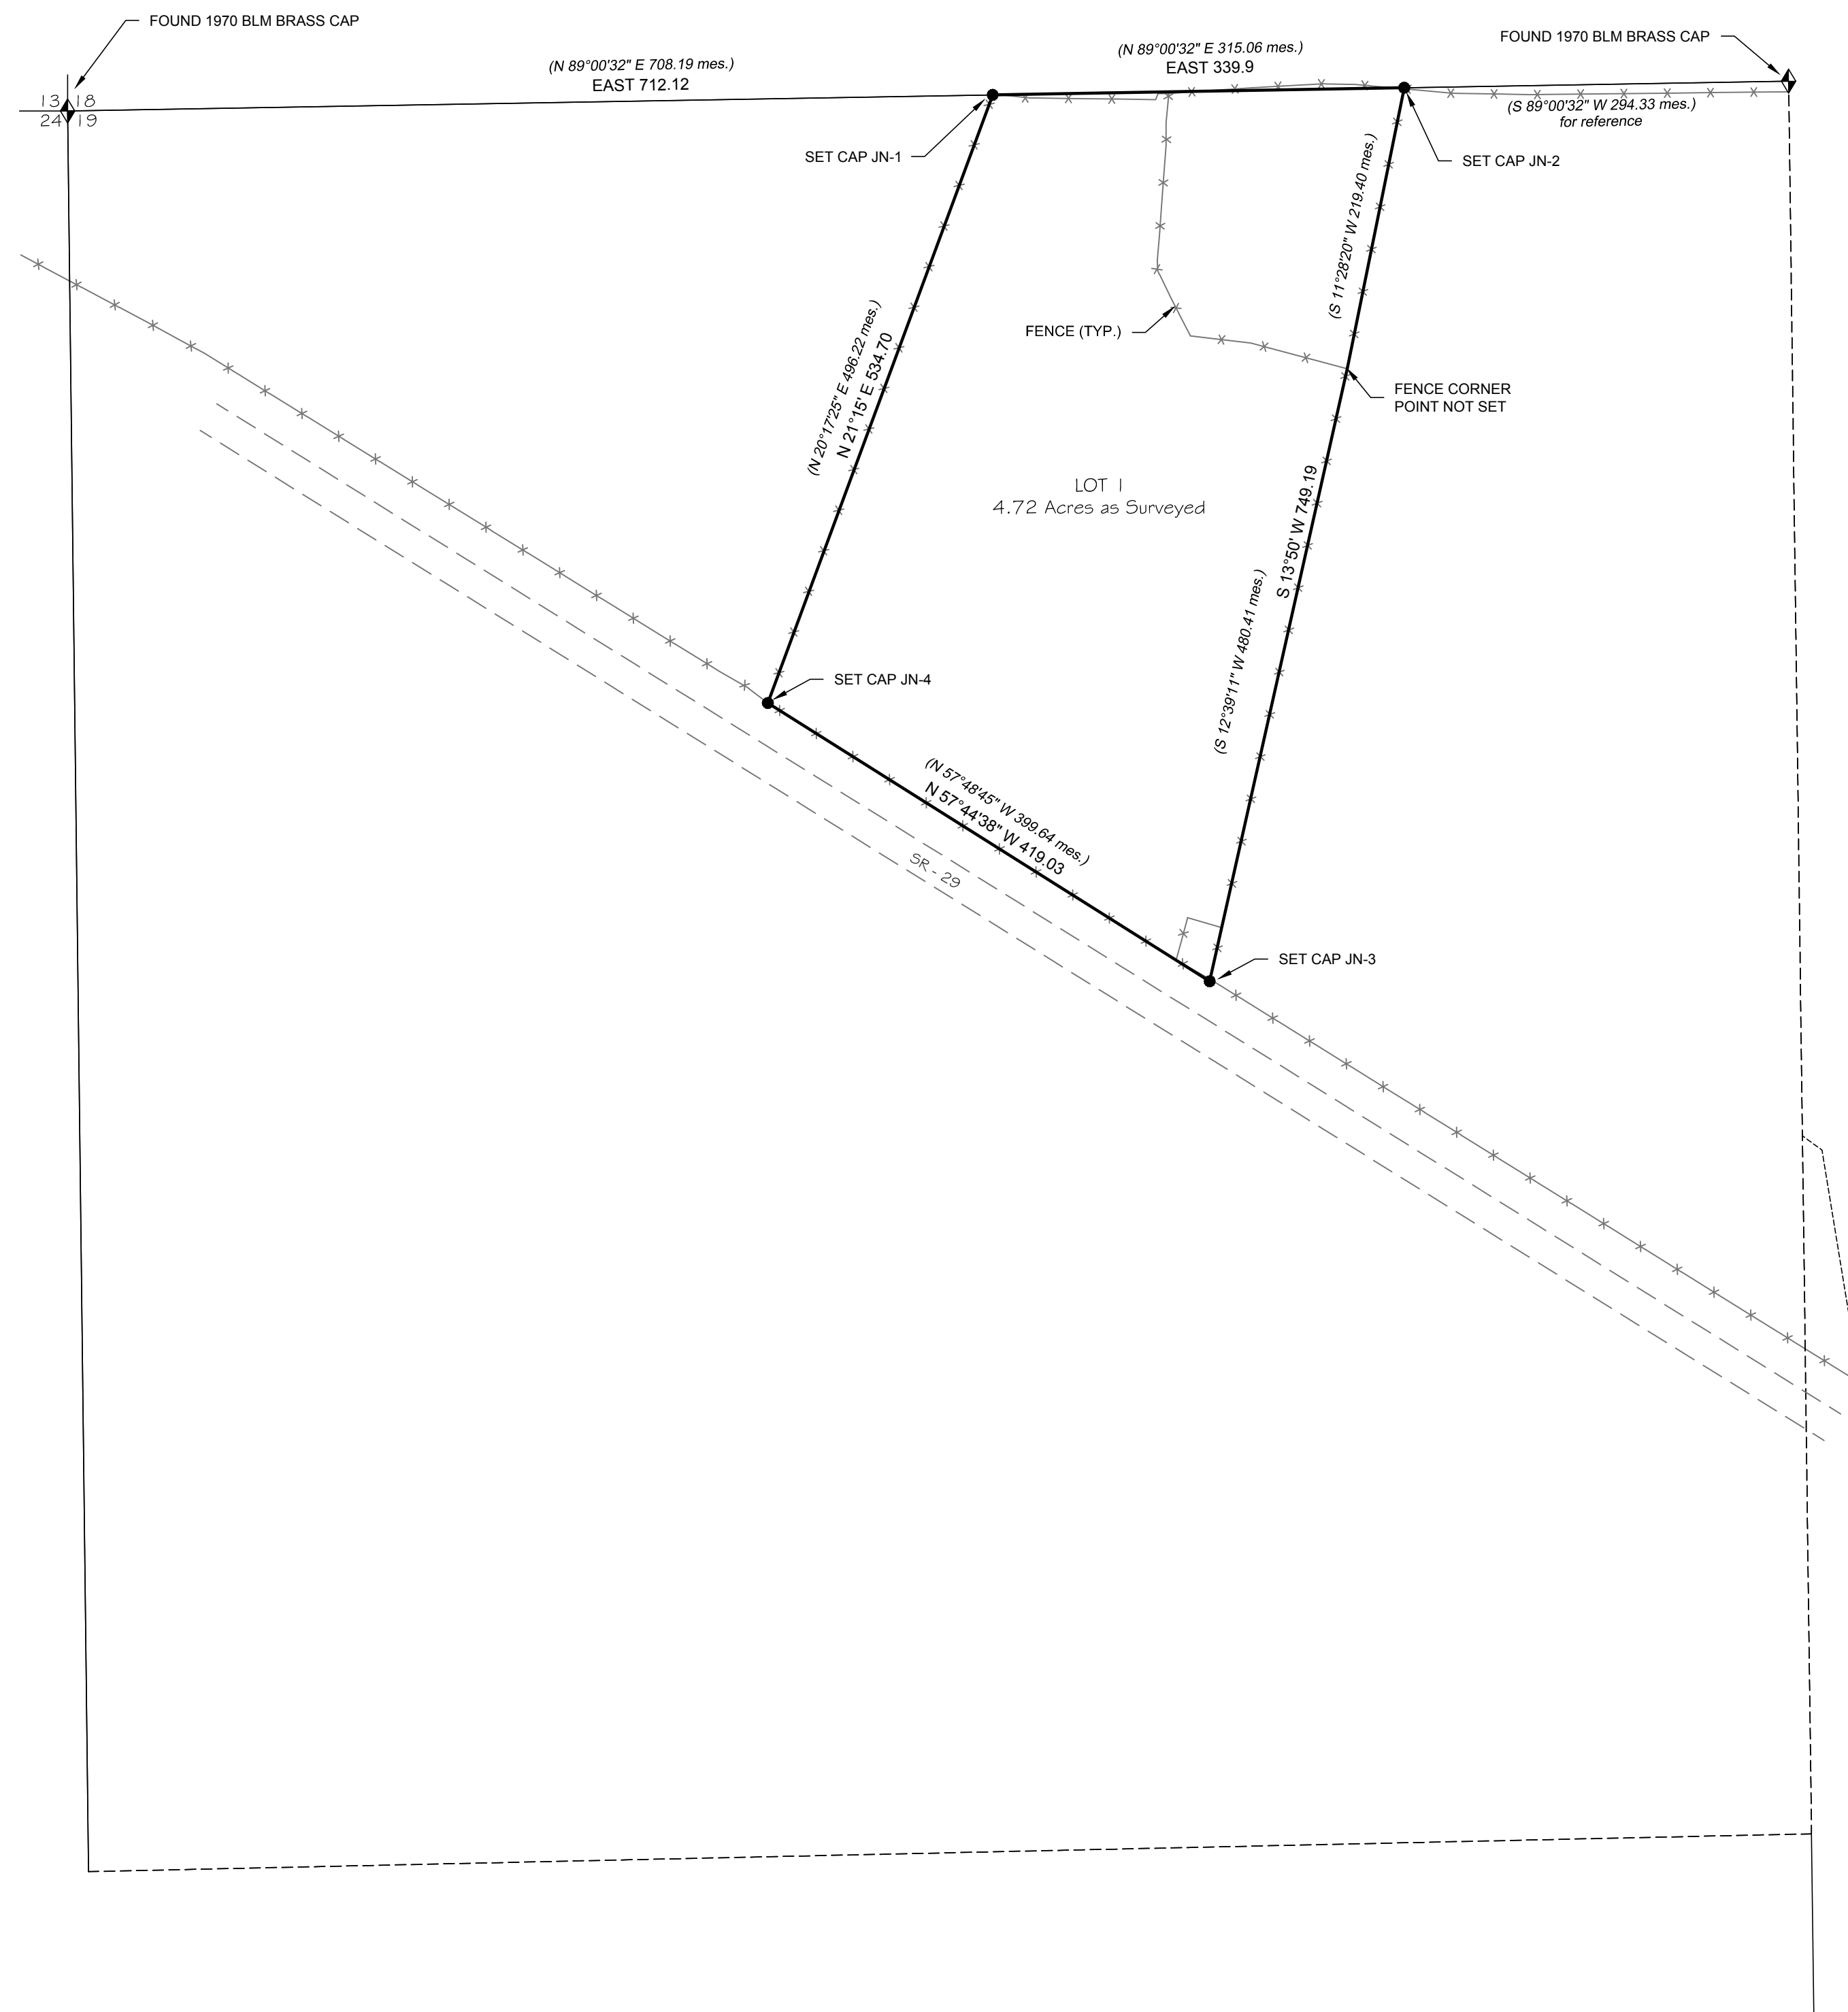 FOUND 1970 BLM BRASS CAP
FOUND 1970 BLM BRASS CAP
(N 89°00'32" E 708.19 mes.)
EAST 712.12
(N 89°00'32" E 315.06 mes.)
EAST 339.9
13 18
24 19
(S 89°00'32" W 294.33 mes.)
for reference
SET CAP JN-1
SET CAP JN-2
(S 11°28'20" W 219.40 mes.)
FENCE (TYP.)
(N 20°17'25" E 496.22 mes.)
N 21°15' E 534.70
FENCE CORNER
POINT NOT SET
LOT 1
4.72 Acres as Surveyed
S 13°50' W 749.19
(S 12°39'11" W 480.41 mes.)
SET CAP JN-4
(N 57°48'45" W 399.64 mes.)
N 57°44'38" W 419.03
SR - 29
SET CAP JN-3